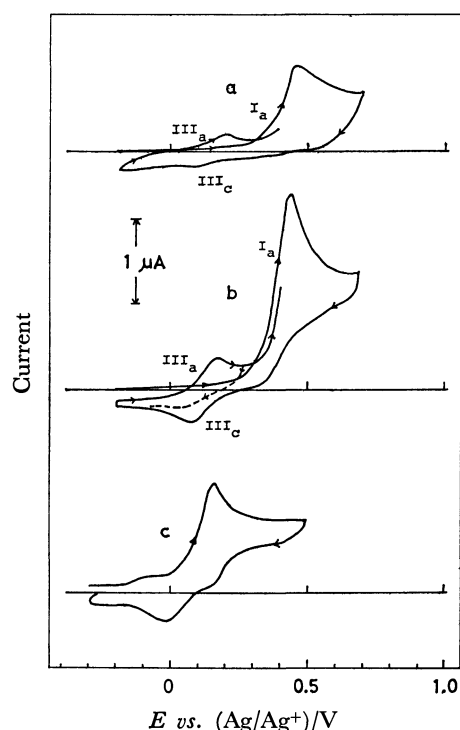 a
I_a
III_a
III_c
1 μA
I_a
b
III_a
III_c
Current
c
0 0.5 1.0
E vs. (Ag/Ag⁺)/V